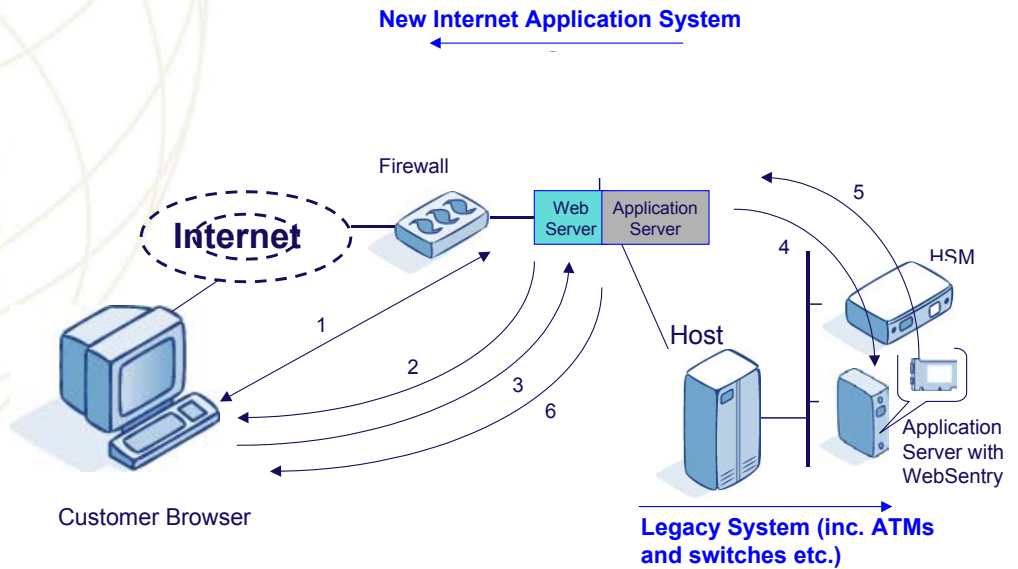 New Internet Application System
Firewall
Internet
Web
Server
Application
Server
5
4
HSM
1
Host
2
3
6
Application
Server with
WebSentry
Customer Browser
Legacy System (inc. ATMs
and switches etc.)